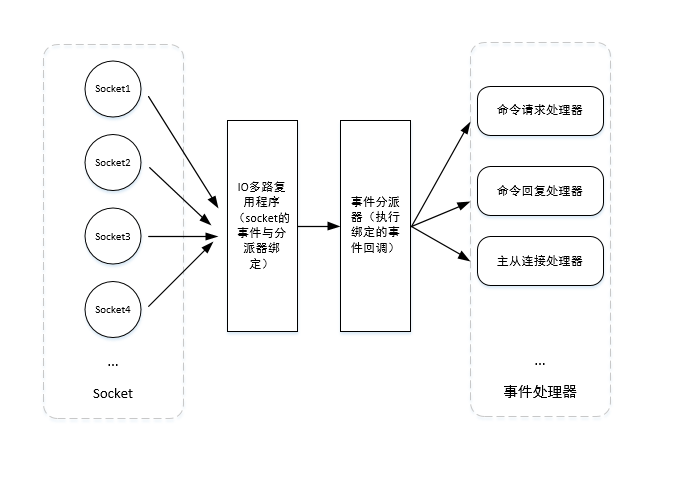 Socket1
Socket2
Socket3
Socket4
...
Socket
IO多路复
用程序
（socket的
事件与分
派器绑
定）
事件分派
器（执行
绑定的事
件回调）
命令请求处理器
命令回复处理器
主从连接处理器
...
事件处理器